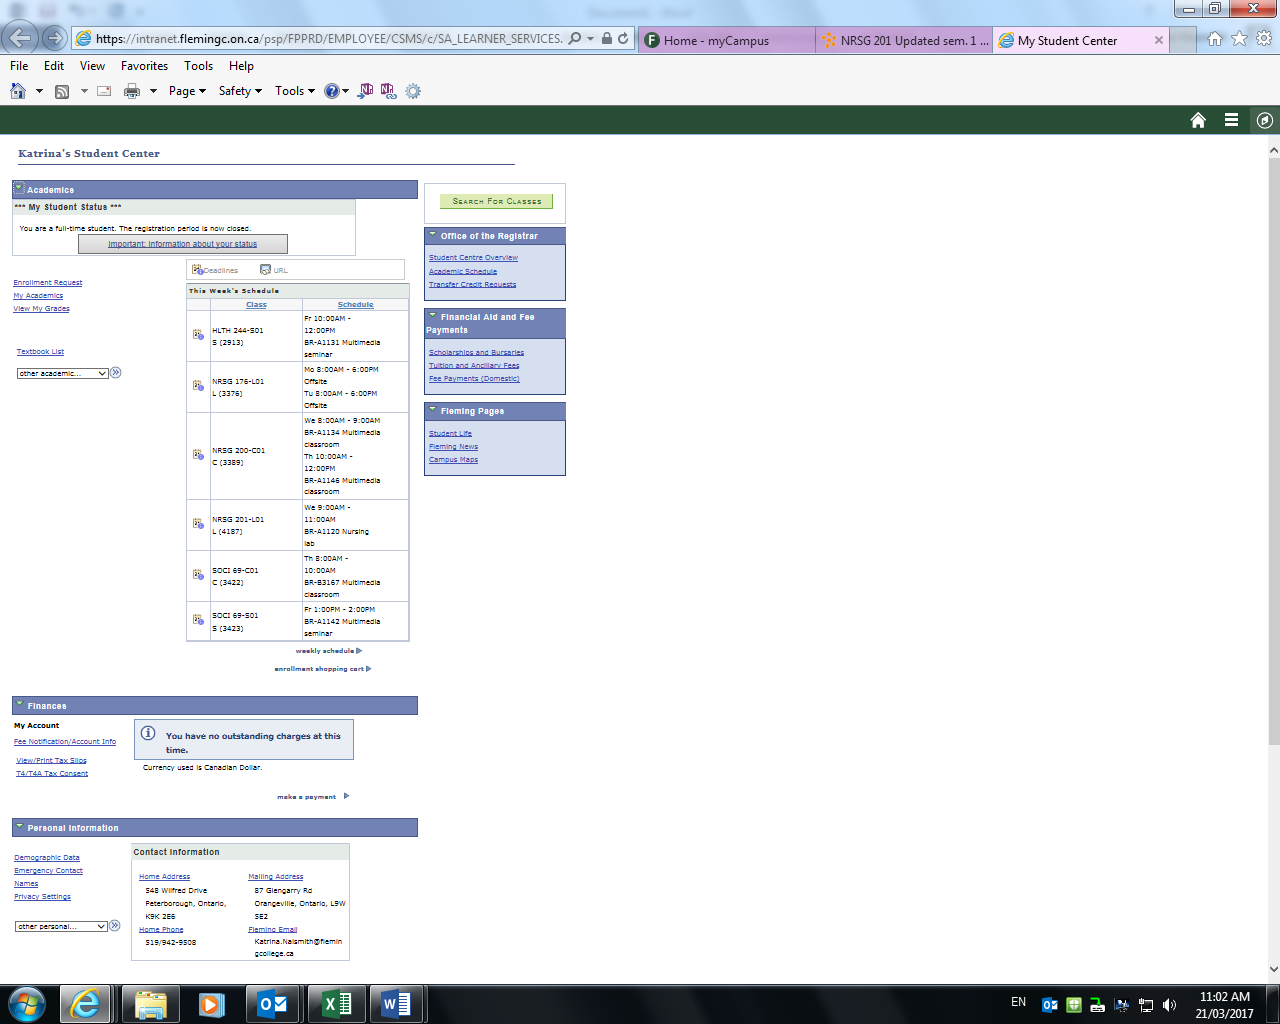 https://intranet.flemingc.on.ca/psp/FPPRD/EMPLOYEE/CSMS/c/SA_LEARNER_SERVICES.
Home - myCampus
NRSG 201 Updated sem. 1 ...
My Student Center
File Edit View Favorites Tools Help
Page Safety Tools
Katrina's Student Center
Academics
*** My Student Status ***
You are a full-time student. The registration period is now closed.
Important: information about your status
Enrollment Request
My Academics
View My Grades
Textbook List
other academic...
Deadlines URL
This Week's Schedule
Class Schedule
HLTH 244-S01
S (2913)
Fr 10:00AM -
12:00PM
BR-A1131 Multimedia
seminar
NRSG 176-L01
L (3376)
Mo 8:00AM - 6:00PM
Offsite
Tu 8:00AM - 6:00PM
Offsite
NRSG 200-C01
C (3389)
We 8:00AM - 9:00AM
BR-A1134 Multimedia
classroom
Th 10:00AM -
12:00PM
BR-A1146 Multimedia
classroom
NRSG 201-L01
L (4187)
We 9:00AM -
11:00AM
BR-A1120 Nursing
lab
SOCI 69-C01
C (3422)
Th 8:00AM -
10:00AM
BR-B3167 Multimedia
classroom
SOCI 69-S01
S (3423)
Fr 1:00PM - 2:00PM
BR-A1142 Multimedia
seminar
weekly schedule
enrollment shopping cart
Search For Classes
Office of the Registrar
Student Centre Overview
Academic Schedule
Transfer Credit Requests
Financial Aid and Fee
Payments
Scholarships and Bursaries
Tuition and Ancillary Fees
Fee Payments (Domestic)
Fleming Pages
Student Life
Fleming News
Campus Maps
Finances
My Account
Fee Notification/Account Info
View/Print Tax Slips
T4/T4A Tax Consent
You have no outstanding charges at this
time.
Currency used is Canadian Dollar.
make a payment
Personal Information
Demographic Data
Emergency Contact
Names
Privacy Settings
other personal...
Contact Information
Home Address
548 Wilfred Drive
Peterborough, Ontario,
K9K 2E6
Mailing Address
87 Glengarry Rd
Orangeville, Ontario, L9W
5E2
Home Phone
519/942-9308
Fleming Email
Katrina.Naismith@flemin
gcollege.ca
EN
11:02 AM
21/03/2017